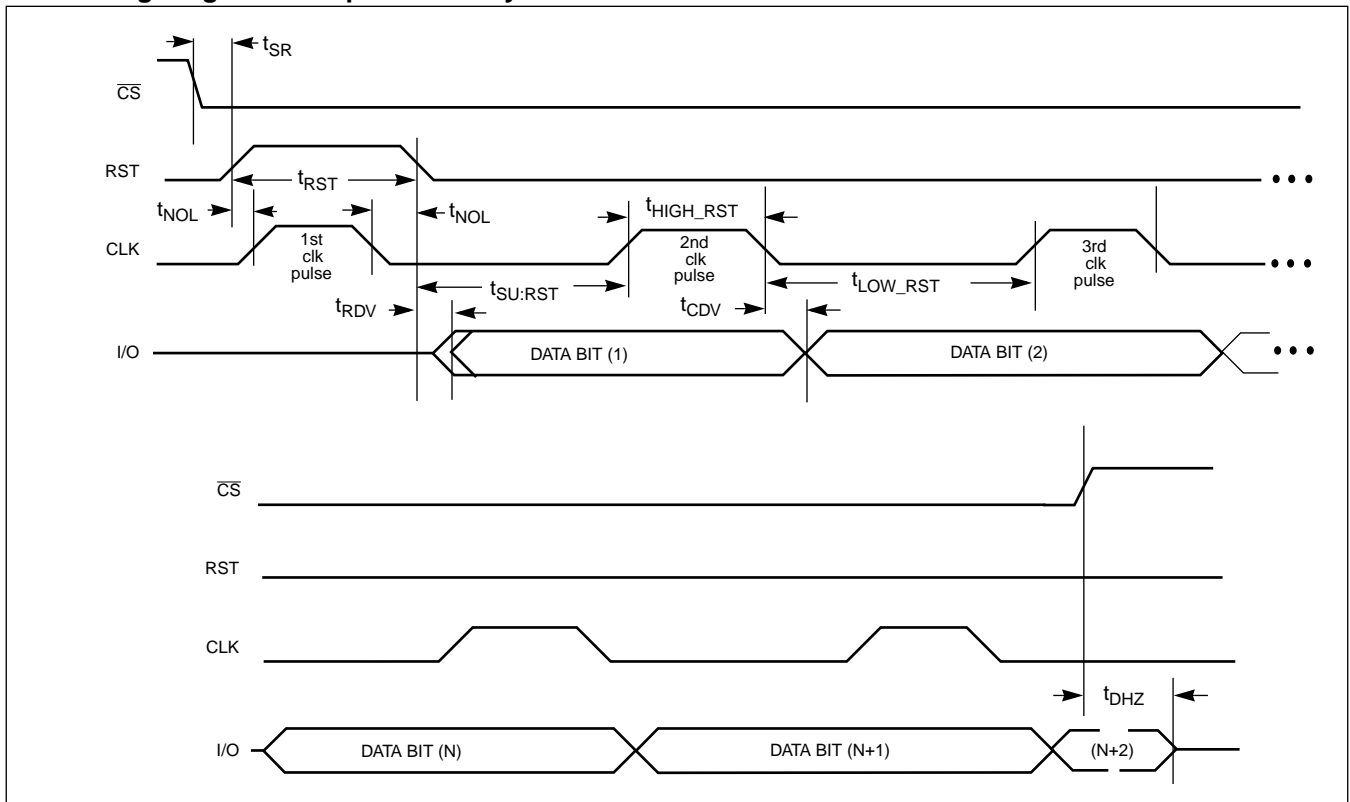 tSR
CS
RST
tRST
tNOL
tNOL
tHIGH_RST
CLK
1st
clk
pulse
2nd
clk
pulse
3rd
clk
pulse
tSU:RST
tLOW_RST
tRDV
tCDV
I/O
DATA BIT (1)
DATA BIT (2)
CS
RST
CLK
tDHZ
I/O
DATA BIT (N)
DATA BIT (N+1)
(N+2)